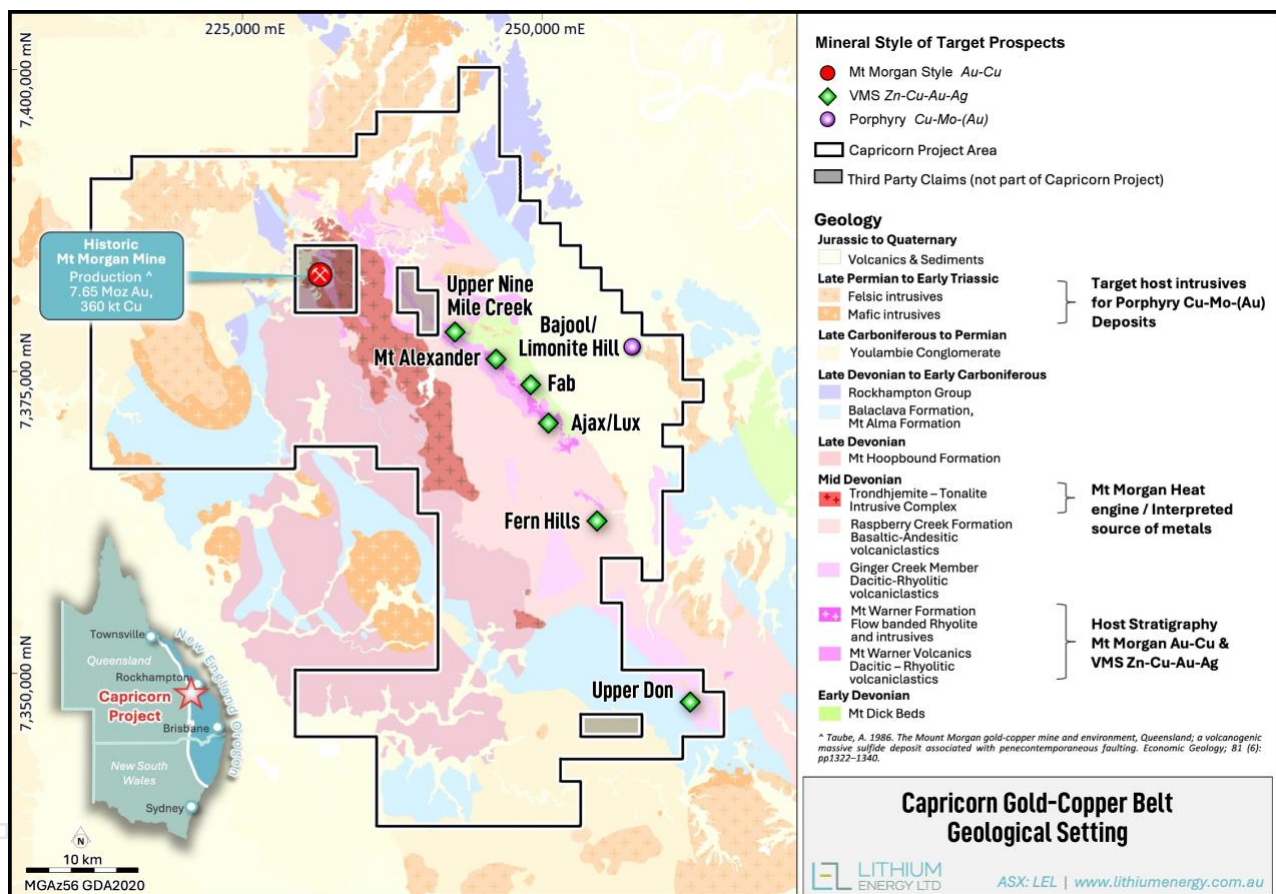 225,000 mE
250,000 mE
7,400,000 mN
7,375,000 mN
7,350,000 mN
Historic
Mt Morgan Mine
Production ^
7.65 Moz Au,
360 kt Cu
Upper Nine
Mile Creek
Bajool/
Limonite Hill
Mt Alexander
Fab
Ajax/Lux
Fern Hills
Upper Don
Townsville
Queensland
Rockhampton
Capricorn
Project
Brisbane
New South
Wales
Sydney
New England Orogen
N
10 km
MGAz56 GDA2020
Mineral Style of Target Prospects
Mt Morgan Style Au-Cu
VMS Zn-Cu-Au-Ag
Porphyry Cu-Mo-(Au)
Capricorn Project Area
Third Party Claims (not part of Capricorn Project)
Geology
Jurassic to Quaternary
Volcanics & Sediments
Late Permian to Early Triassic
Felsic intrusives
Mafic intrusives
Target host intrusives
for Porphyry Cu-Mo-(Au)
Deposits
Late Carboniferous to Permian
Youlambie Conglomerate
Late Devonian to Early Carboniferous
Rockhampton Group
Balaclava Formation,
Mt Alma Formation
Late Devonian
Mt Hoopbound Formation
Mid Devonian
Trondhjemite – Tonalite
Intrusive Complex
Mt Morgan Heat
engine / Interpreted
source of metals
Raspberry Creek Formation
Basaltic-Andesitic
volcaniclastics
Ginger Creek Member
Dacitic-Rhyolitic
volcaniclastics
Mt Warner Formation
Flow banded Rhyolite
and intrusives
Mt Warner Volcanics
Dacitic – Rhyolitic
volcaniclastics
Host Stratigraphy
Mt Morgan Au-Cu &
VMS Zn-Cu-Au-Ag
Early Devonian
Mt Dick Beds
^ Taube, A. 1986. The Mount Morgan gold-copper mine and environment, Queensland; a volcanogenic
massive sulfide deposit associated with penecontemporaneous faulting. Economic Geology; 81 (6):
pp1322–1340.
Capricorn Gold-Copper Belt
Geological Setting
LITHIUM
ENERGY LTD
ASX: LEL | www.lithiumenergy.com.au